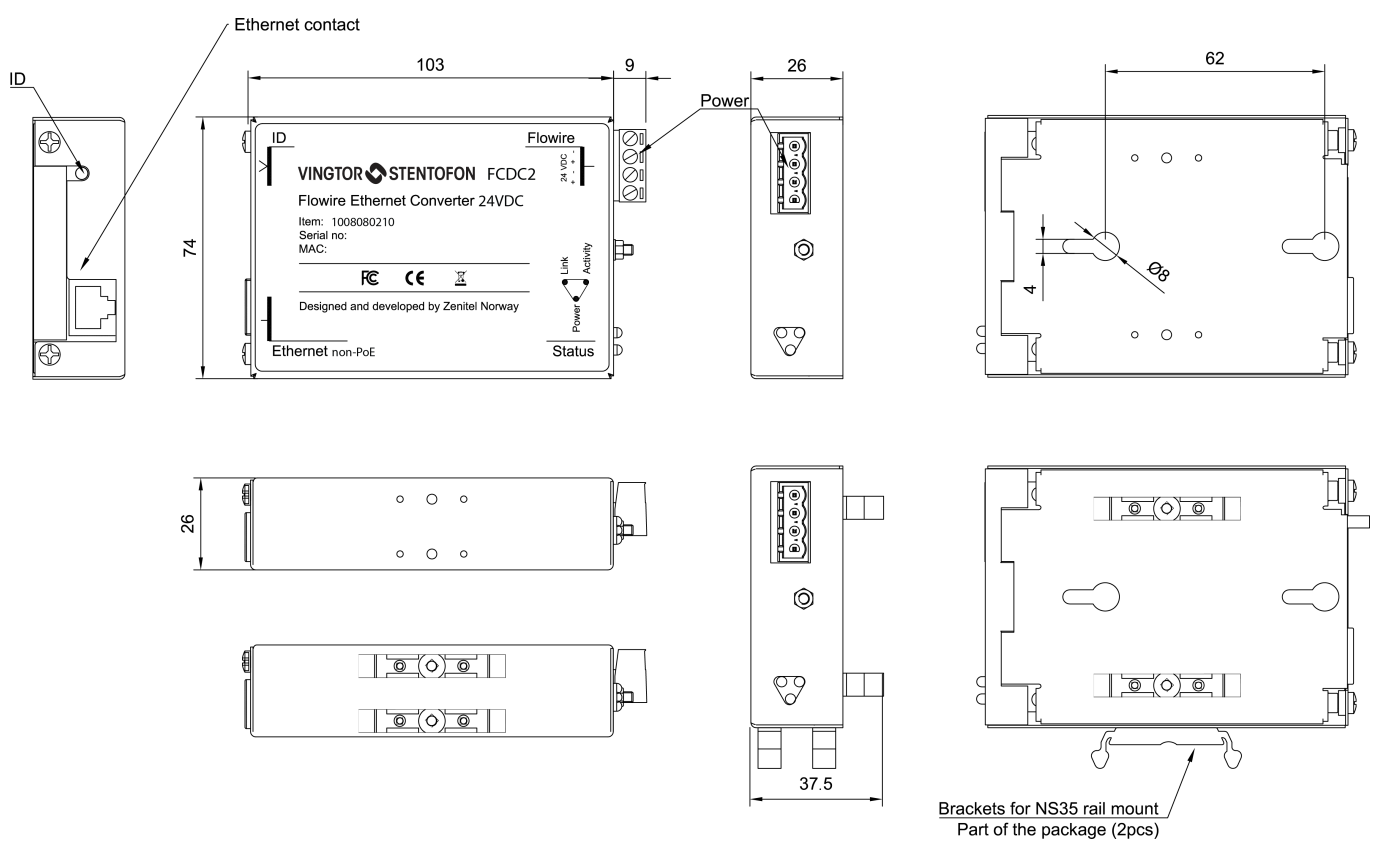 Ethernet contact
ID
103
9
26
62
Power
ID
Flowire
24 VDC
+ - + -
VINGTOR STENTOFON FCDC2
Flowire Ethernet Converter 24VDC
Item: 1008080210
Serial no:
MAC:
74
Link
Activity
Power
FC CE
Designed and developed by Zenitel Norway
Ethernet non-PoE
Status
4
Ø8
26
37.5
Brackets for NS35 rail mount
Part of the package (2pcs)